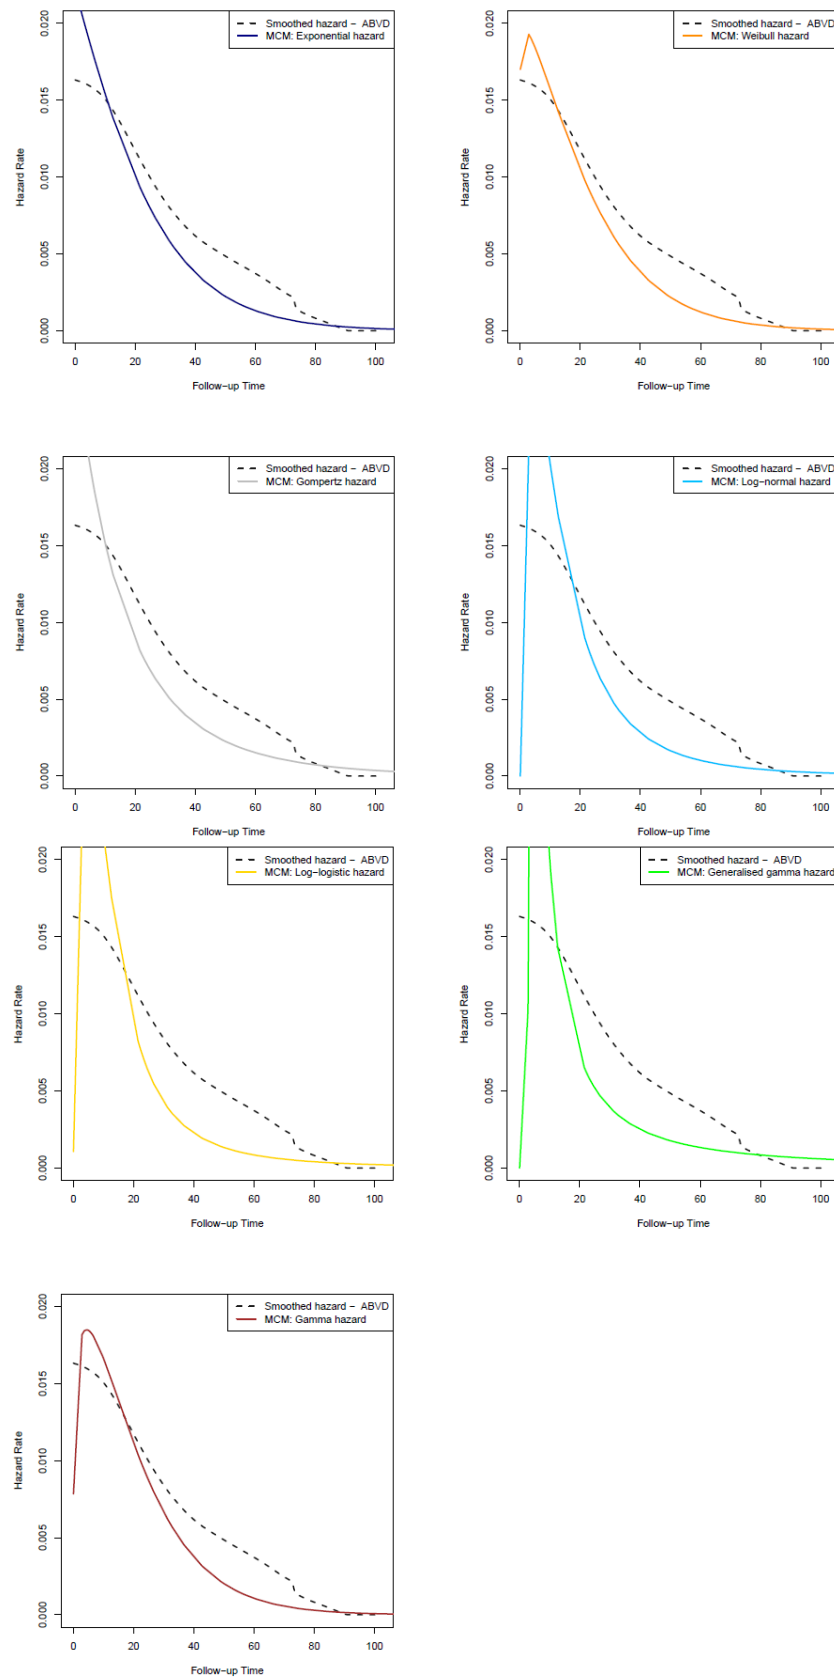 Smoothed hazard − ABVD
MCM: Exponential hazard
Hazard Rate
0.020
0.015
0.010
0.005
0.000
0 20 40 60 80 100
Follow−up Time
Smoothed hazard − ABVD
MCM: Weibull hazard
Hazard Rate
0.020
0.015
0.010
0.005
0.000
0 20 40 60 80 100
Follow−up Time
Smoothed hazard − ABVD
MCM: Gompertz hazard
Hazard Rate
0.020
0.015
0.010
0.005
0.000
0 20 40 60 80 100
Follow−up Time
Smoothed hazard − ABVD
MCM: Log−normal hazard
Hazard Rate
0.020
0.015
0.010
0.005
0.000
0 20 40 60 80 100
Follow−up Time
Smoothed hazard − ABVD
MCM: Log−logistic hazard
Hazard Rate
0.020
0.015
0.010
0.005
0.000
0 20 40 60 80 100
Follow−up Time
Smoothed hazard − ABVD
MCM: Generalised gamma hazard
Hazard Rate
0.020
0.015
0.010
0.005
0.000
0 20 40 60 80 100
Follow−up Time
Smoothed hazard − ABVD
MCM: Gamma hazard
Hazard Rate
0.020
0.015
0.010
0.005
0.000
0 20 40 60 80 100
Follow−up Time